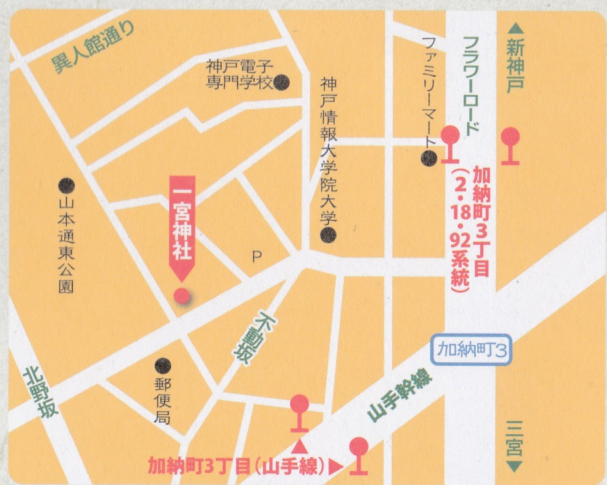 異人館通り
神戸電子
専門学校
神戸情報大学院大学
ファミリーマート
フラワーロード
▲新神戸
加納町3丁目
(2・18・92系統)
山本通東公園
一宮神社
P
不動坂
加納町3
北野坂
郵便局
山手幹線
三宮▼
加納町3丁目(山手線)▶